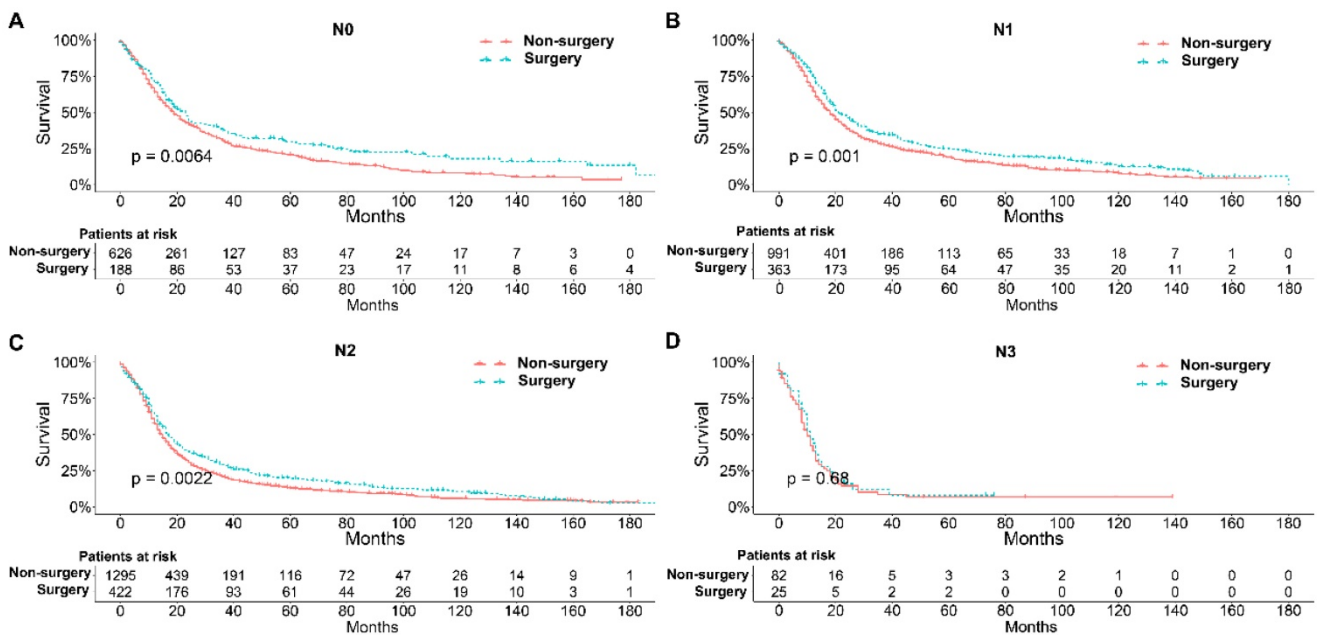 A
N0
100%
75%
50%
25%
0%
Survival
Non-surgery
Surgery
p = 0.0064
0 20 40 60 80 100 120 140 160 180
Months
Patients at risk
Non-surgery 626 261 127 83 47 24 17 7 3 0
Surgery 188 86 53 37 23 17 11 8 6 4
0 20 40 60 80 100 120 140 160 180
Months
B
N1
100%
75%
50%
25%
0%
Survival
Non-surgery
Surgery
p = 0.001
0 20 40 60 80 100 120 140 160 180
Months
Patients at risk
Non-surgery 991 401 186 113 65 33 18 7 1 0
Surgery 363 173 95 64 47 35 20 11 2 1
0 20 40 60 80 100 120 140 160 180
Months
C
N2
100%
75%
50%
25%
0%
Survival
Non-surgery
Surgery
p = 0.0022
0 20 40 60 80 100 120 140 160 180
Months
Patients at risk
Non-surgery 1295 439 191 116 72 47 26 14 9 1
Surgery 422 176 93 61 44 26 19 10 3 1
0 20 40 60 80 100 120 140 160 180
Months
D
N3
100%
75%
50%
25%
0%
Survival
Non-surgery
Surgery
p = 0.68
0 20 40 60 80 100 120 140 160 180
Months
Patients at risk
Non-surgery 82 16 5 3 3 2 1 0 0 0
Surgery 25 5 2 2 0 0 0 0 0 0
0 20 40 60 80 100 120 140 160 180
Months